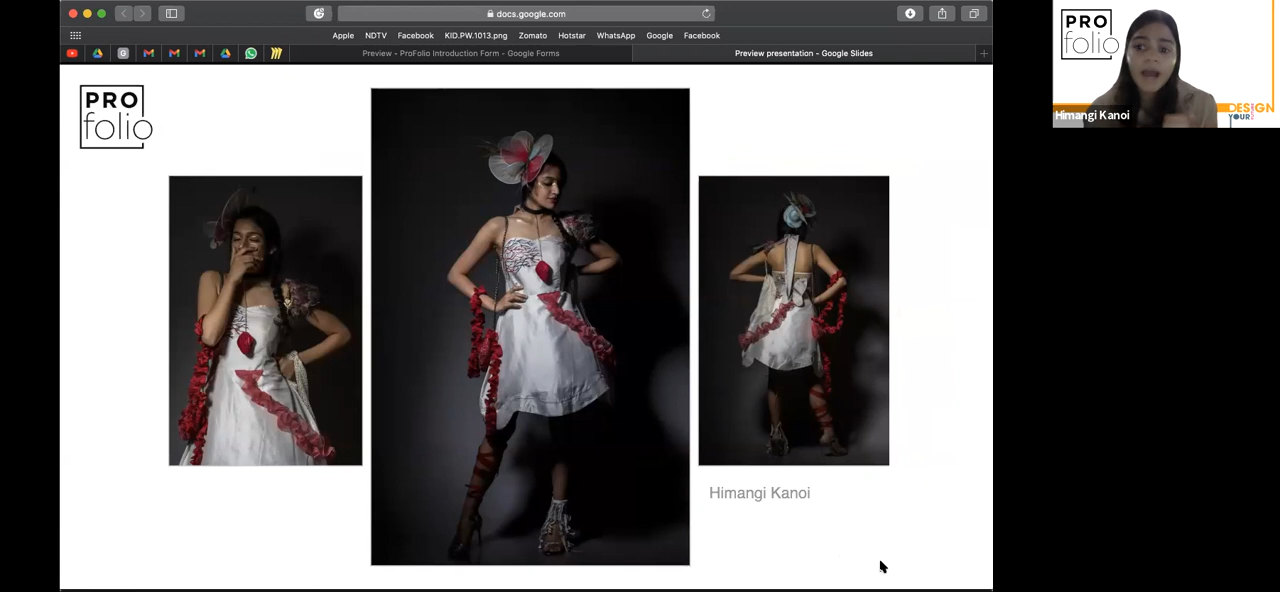 docs.google.com
Apple NDTV Facebook KID.PW.1013.png Zomato Hotstar WhatsApp Google Facebook
Preview - ProFolio Introduction Form - Google Forms
Preview presentation - Google Slides
PRO
folio
Himangi Kanoi
PRO
folio
Himangi Kanoi
DESIGN
YOUR